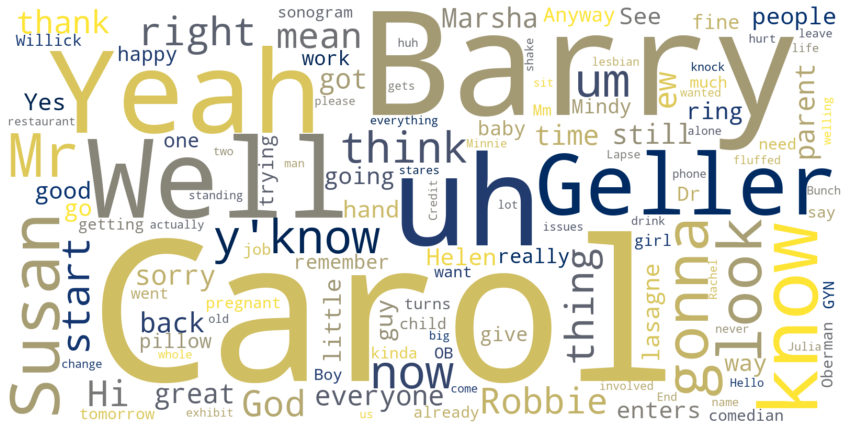 thank
Willick
sonogram
right
mean
huh
Marsha
Anyway
See
fine
people
hurt
leave
life
Yeah
Barry
happy
work
got
gets
please
um
ew
shake
lesbian
sit
knock
much
wanted
Yes
restaurant
Mr
Well
one
two
trying
man
think
everything
Mm
Mindy
ring
baby
Minnie
time
still
alone
parent
welling
need
fluffed
good
go
standing
going
stares
uh
Geller
Lapse
phone
Dr
Bunch
say
getting
actually
hand
Credit
lot
issues
drink
girl
Susan
start
y'know
job
remember
Helen
really
want
Carol
sorry
went
pregnant
little
guy
turns
child
give
thing
lasagne
gonna
Rachel
look
know
GYN
back
old
pillow
kinda
big
OB
way
never
Julia
Oberman
change
whole
Boy
now
come
Hello
Hi
great
God
everyone
Robbie
involved
End
name
tomorrow
exhibit
us
already
enters
comedian